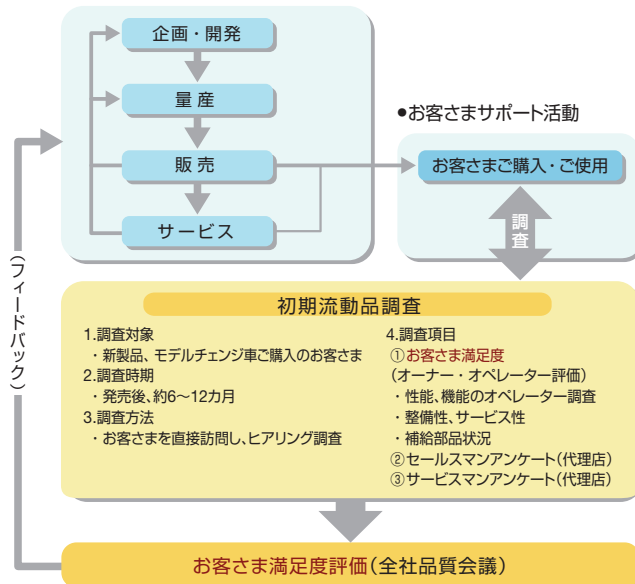 企画・開発
量産
販売
サービス
●お客さまサポート活動
お客さまご購入・ご使用
調査
(フィードバック)
初期流動品調査
1.調査対象
・新製品、モデルチェンジ車ご購入のお客さま
2.調査時期
・発売後、約6〜12カ月
3.調査方法
・お客さまを直接訪問し、ヒアリング調査
4.調査項目
①お客さま満足度
(オーナー・オペレーター評価)
・性能、機能のオペレーター調査
・整備性、サービス性
・補給部品状況
②セールスマンアンケート(代理店)
③サービスマンアンケート(代理店)
お客さま満足度評価(全社品質会議)